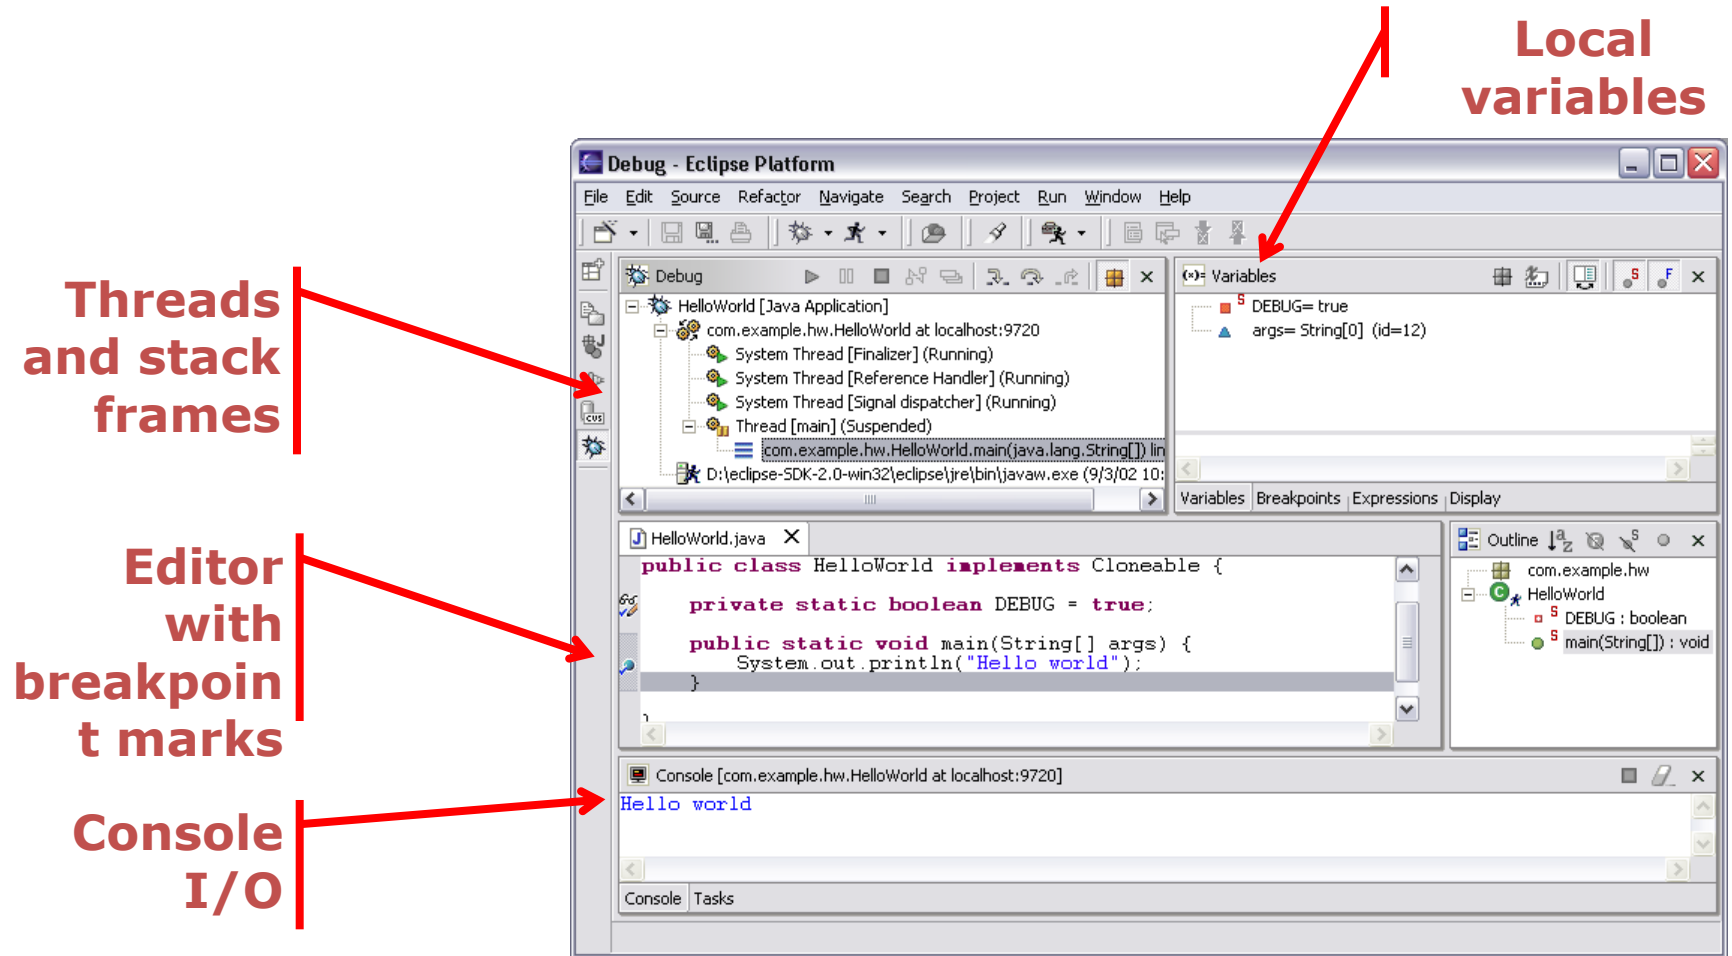 Local
variables
Threads
and stack
frames
Editor
with
breakpoin
t marks
Console
I/O
Debug - Eclipse Platform
File Edit Source Refactor Navigate Search Project Run Window Help
Debug
HelloWorld [Java Application]
com.example.hw.HelloWorld at localhost:9720
System Thread [Finalizer] (Running)
System Thread [Reference Handler] (Running)
System Thread [Signal dispatcher] (Running)
Thread [main] (Suspended)
com.example.hw.HelloWorld.main(java.lang.String[]) lin
D:\eclipse-SDK-2.0-win32\eclipse\jre\bin\javaw.exe (9/3/02 10:
(x)= Variables
S F
S DEBUG= true
args= String[0] (id=12)
Variables Breakpoints Expressions Display
CVS
J HelloWorld.java
public class HelloWorld implements Cloneable {
private static boolean DEBUG = true;
public static void main(String[] args) {
System.out.println("Hello world");
}
Outline
com.example.hw
C HelloWorld
S DEBUG : boolean
S main(String[]) : void
Console [com.example.hw.HelloWorld at localhost:9720]
Hello world
Console Tasks